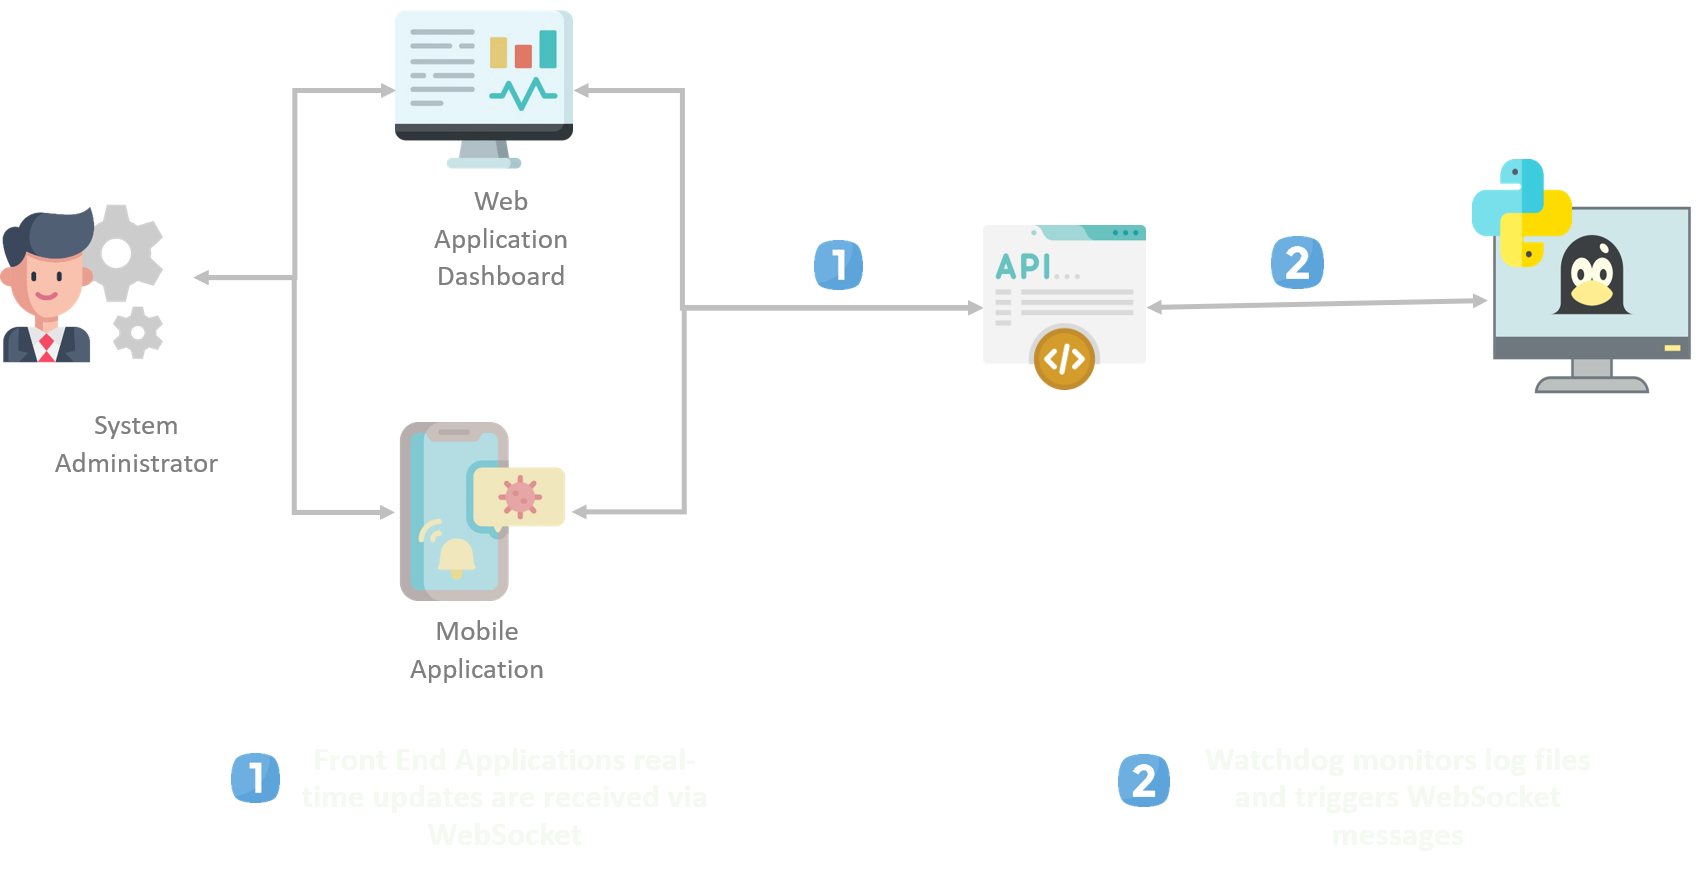 Web
Application
Dashboard
1
API...
2
System
Administrator
</>
Mobile
Application
1
Front End Applications real-
time updates are received via
WebSocket
2
Watchdog monitors log files
and triggers WebSocket
messages